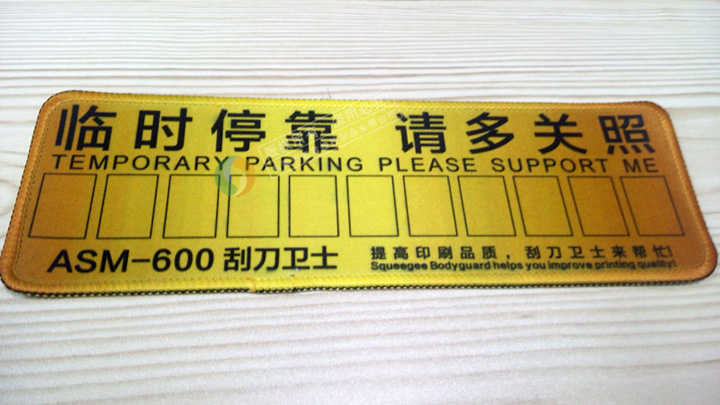 临时停靠 请多关照
TEMPORARY PARKING PLEASE SUPPORT ME
ASM-600 刮刀卫士
提高印刷品质，刮刀卫士来帮忙!
Squeegee Bodyguard helps you improve printing quality!